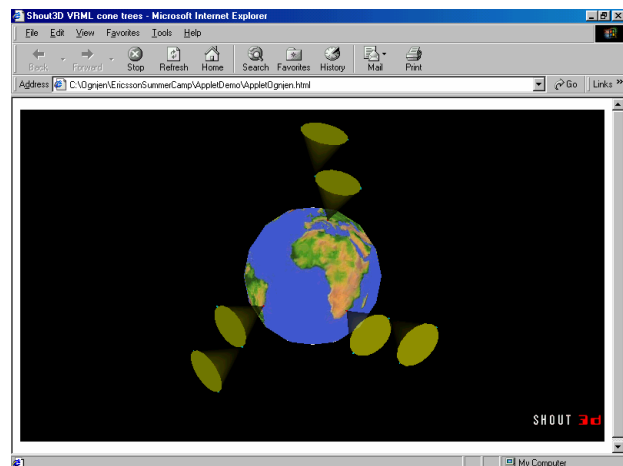 Shout3D VRML cone trees - Microsoft Internet Explorer
File Edit View Favorites Tools Help
Back Forward Stop Refresh Home Search Favorites History Mail Print
Address C:\Ognjen\EricssonSummerCamp\AppletDemo\AppletOgnjen.html Go Links »
SHOUT 3d
My Computer